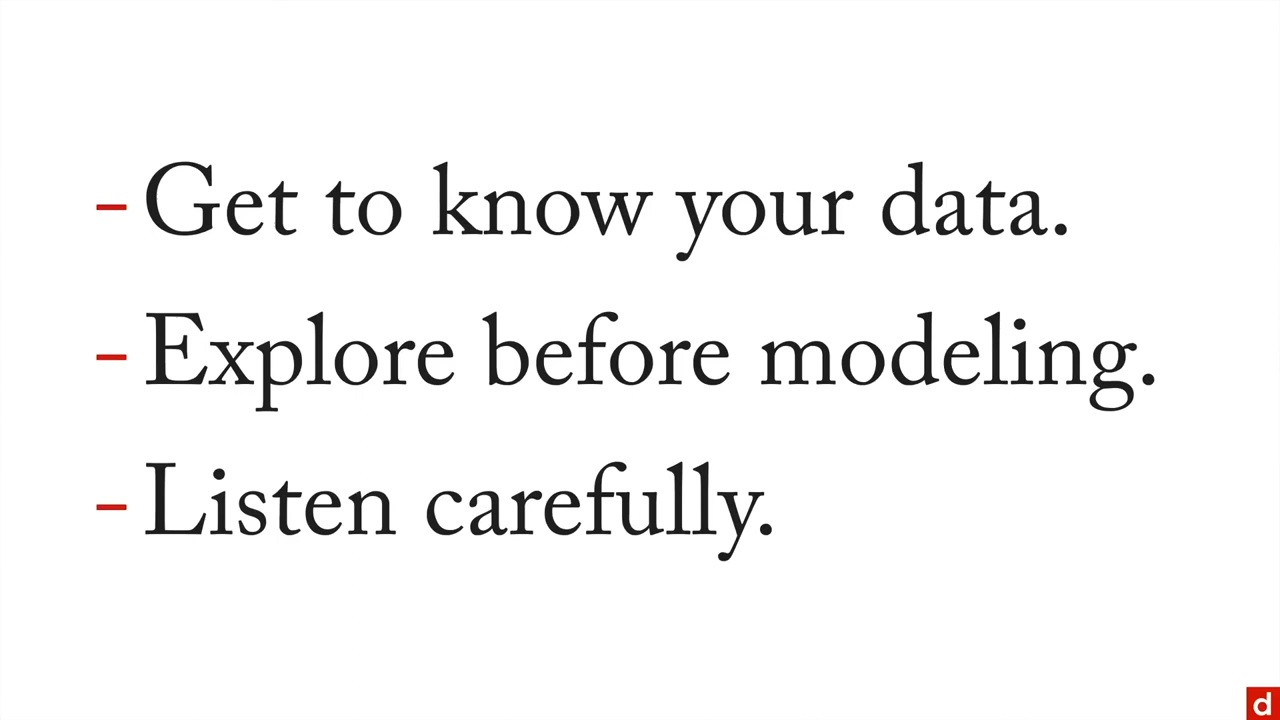 – Get to know your data.
– Explore before modeling.
– Listen carefully.
d